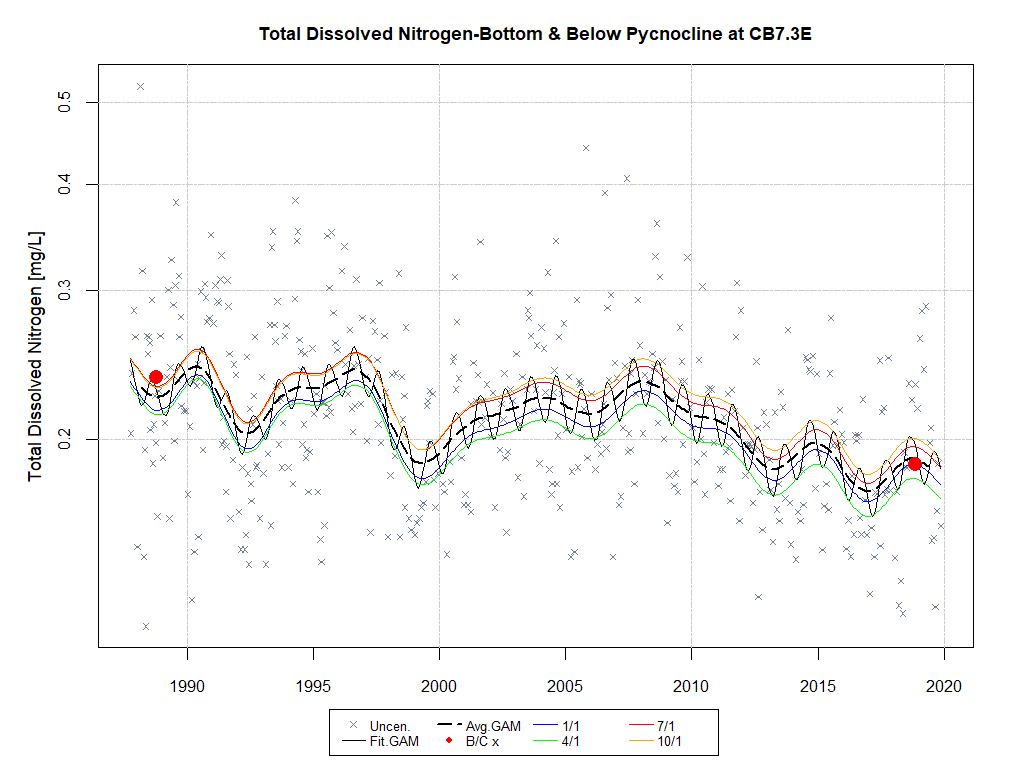 Total Dissolved Nitrogen-Bottom & Below Pycnocline at CB7.3E
Total Dissolved Nitrogen [mg/L]
0.5
0.4
0.3
0.2
1990 1995 2000 2005 2010 2015 2020
Uncen. Avg.GAM 1/1 7/1
Fit.GAM B/C x 4/1 10/1